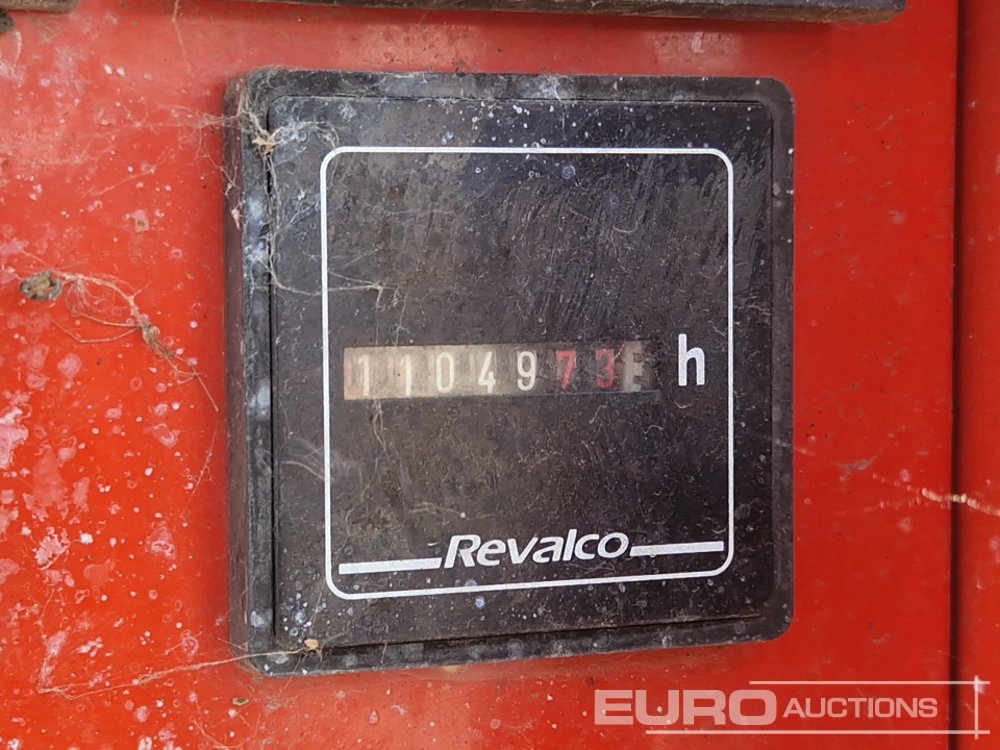 1104973 h
Revalco
EURO AUCTIONS